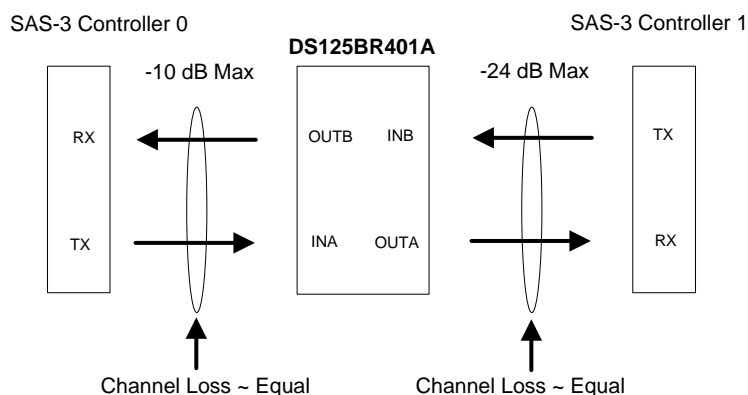 SAS-3 Controller 0
SAS-3 Controller 1
DS125BR401A
-10 dB Max
-24 dB Max
RX
OUTB
INB
TX
TX
INA
OUTA
RX
Channel Loss ~ Equal
Channel Loss ~ Equal